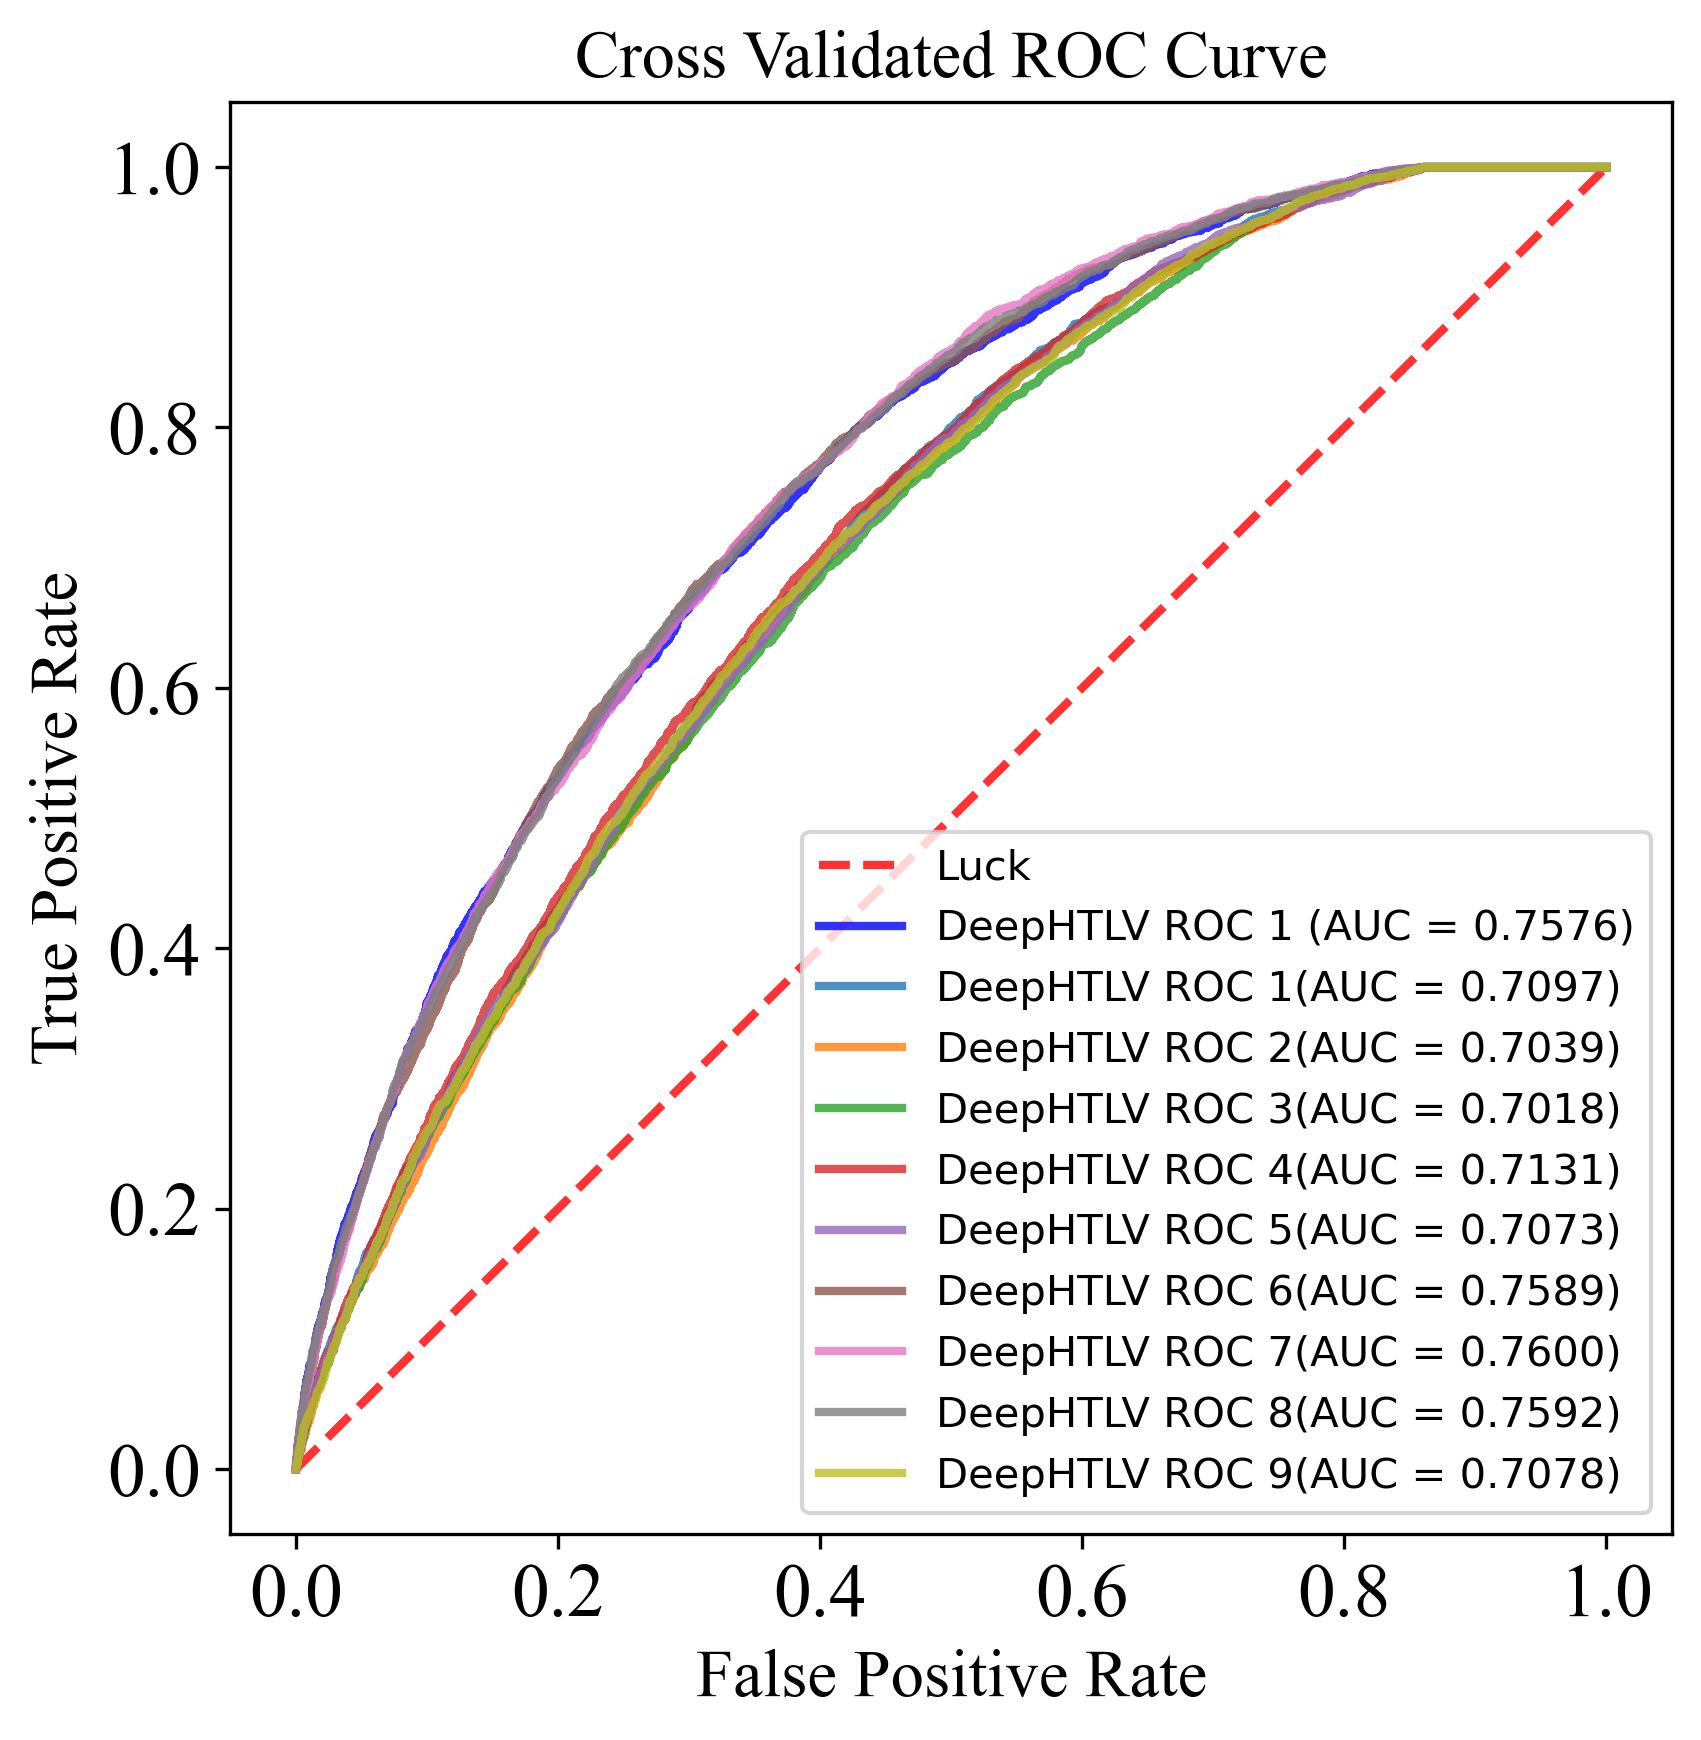 Cross Validated ROC Curve
True Positive Rate
1.0
0.8
0.6
0.4
0.2
0.0
Luck
DeepHTLV ROC 1 (AUC = 0.7576)
DeepHTLV ROC 1(AUC = 0.7097)
DeepHTLV ROC 2(AUC = 0.7039)
DeepHTLV ROC 3(AUC = 0.7018)
DeepHTLV ROC 4(AUC = 0.7131)
DeepHTLV ROC 5(AUC = 0.7073)
DeepHTLV ROC 6(AUC = 0.7589)
DeepHTLV ROC 7(AUC = 0.7600)
DeepHTLV ROC 8(AUC = 0.7592)
DeepHTLV ROC 9(AUC = 0.7078)
0.0 0.2 0.4 0.6 0.8 1.0
False Positive Rate